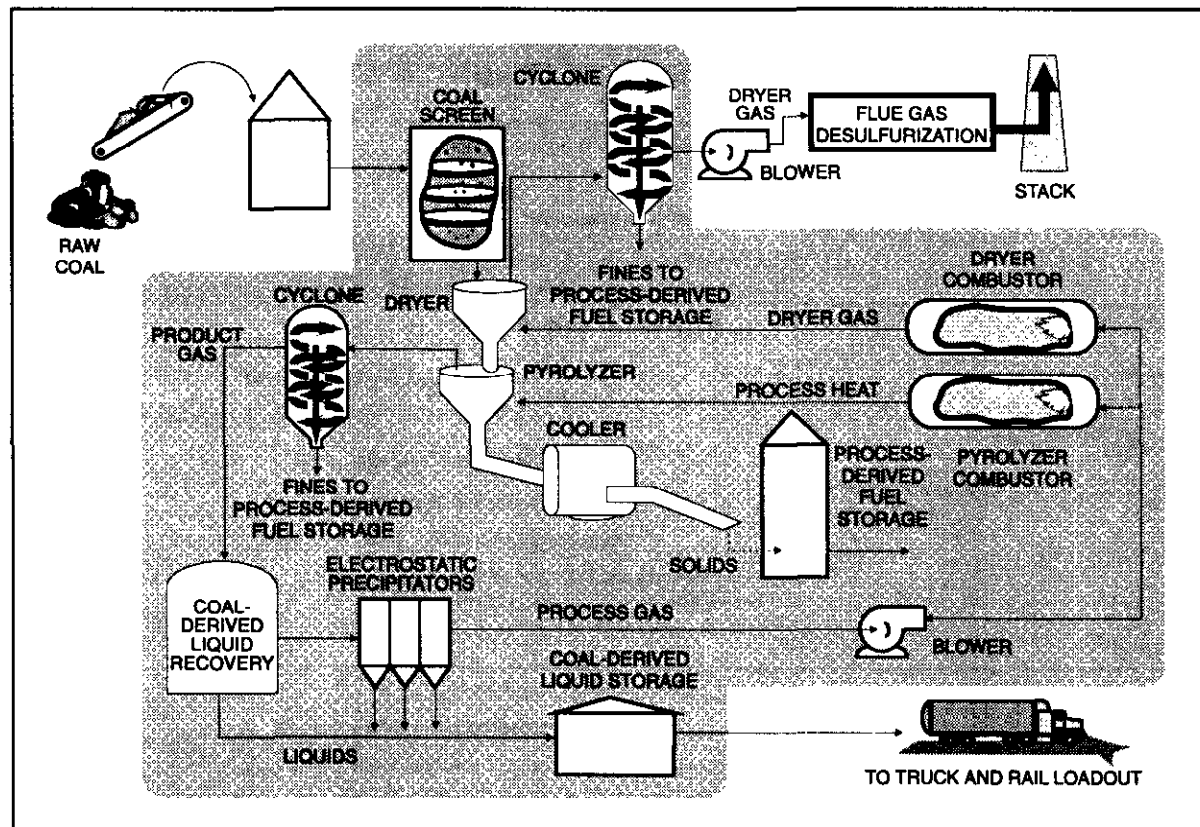 CYCLONE
COAL
SCREEN
DRYER
GAS
FLUE GAS
DESULFURIZATION
BLOWER
STACK
RAW
COAL
DRYER
COMBUSTOR
CYCLONE
DRYER
FINES TO
PROCESS-DERIVED
FUEL STORAGE
DRYER GAS
PRODUCT
GAS
PYROLYZER
PROCESS HEAT
COOLER
PROCESS-
DERIVED
FUEL
STORAGE
PYROLYZER
COMBUSTOR
FINES TO
PROCESS-DERIVED
FUEL STORAGE
SOLIDS
ELECTROSTATIC
PRECIPITATORS
COAL-
DERIVED
LIQUID
RECOVERY
PROCESS GAS
BLOWER
COAL-DERIVED
LIQUID STORAGE
LIQUIDS
TO TRUCK AND RAIL LOADOUT